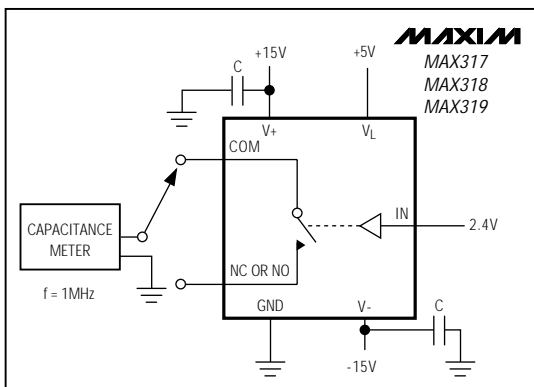 MAXIM
MAX317
MAX318
MAX319
+15V
+5V
C
V+
VL
COM
IN
2.4V
CAPACITANCE
METER
NC OR NO
f = 1MHz
GND
V-
C
-15V